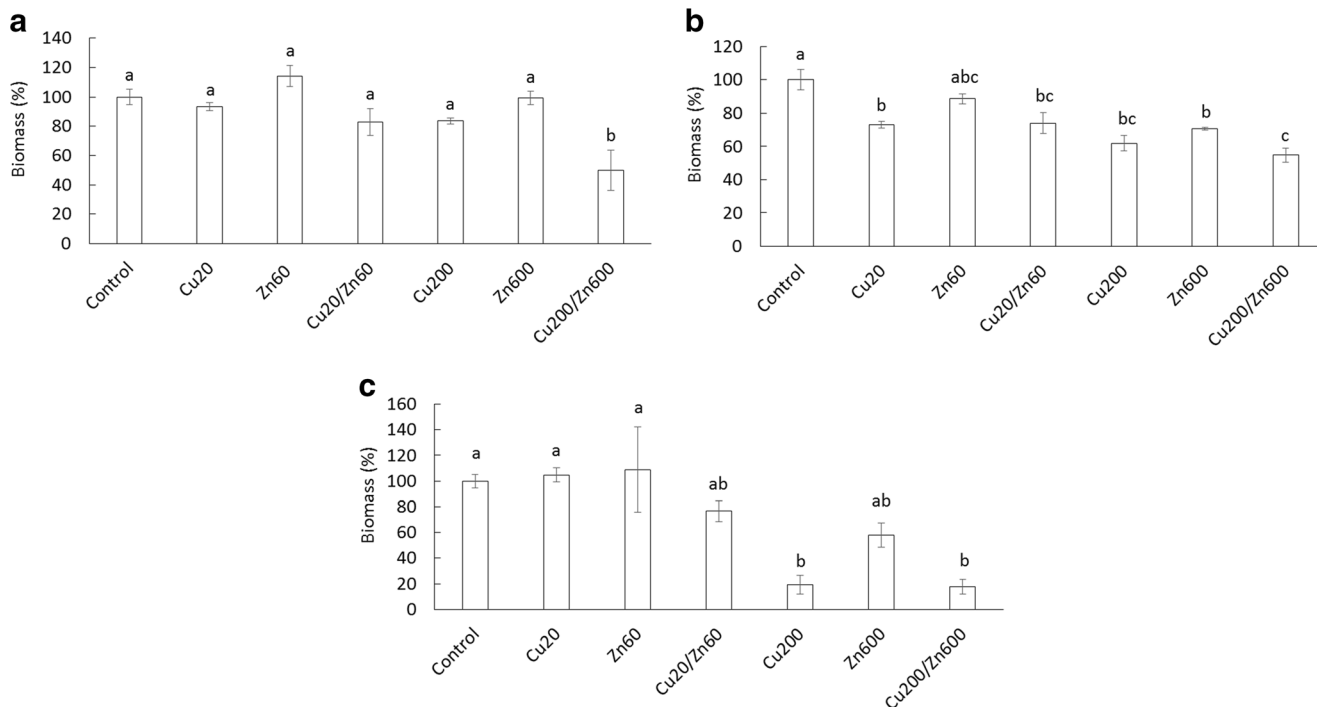 a
Biomass (%)
140
120
100
80
60
40
20
0
a
a
a
a
a
a
b
Control
Cu20
Zn60
Cu20/Zn60
Cu200
Zn600
Cu200/Zn600
b
Biomass (%)
120
100
80
60
40
20
0
a
b
abc
bc
bc
b
c
Control
Cu20
Zn60
Cu20/Zn60
Cu200
Zn600
Cu200/Zn600
c
Biomass (%)
160
140
120
100
80
60
40
20
0
a
a
a
ab
b
ab
b
Control
Cu20
Zn60
Cu20/Zn60
Cu200
Zn600
Cu200/Zn600